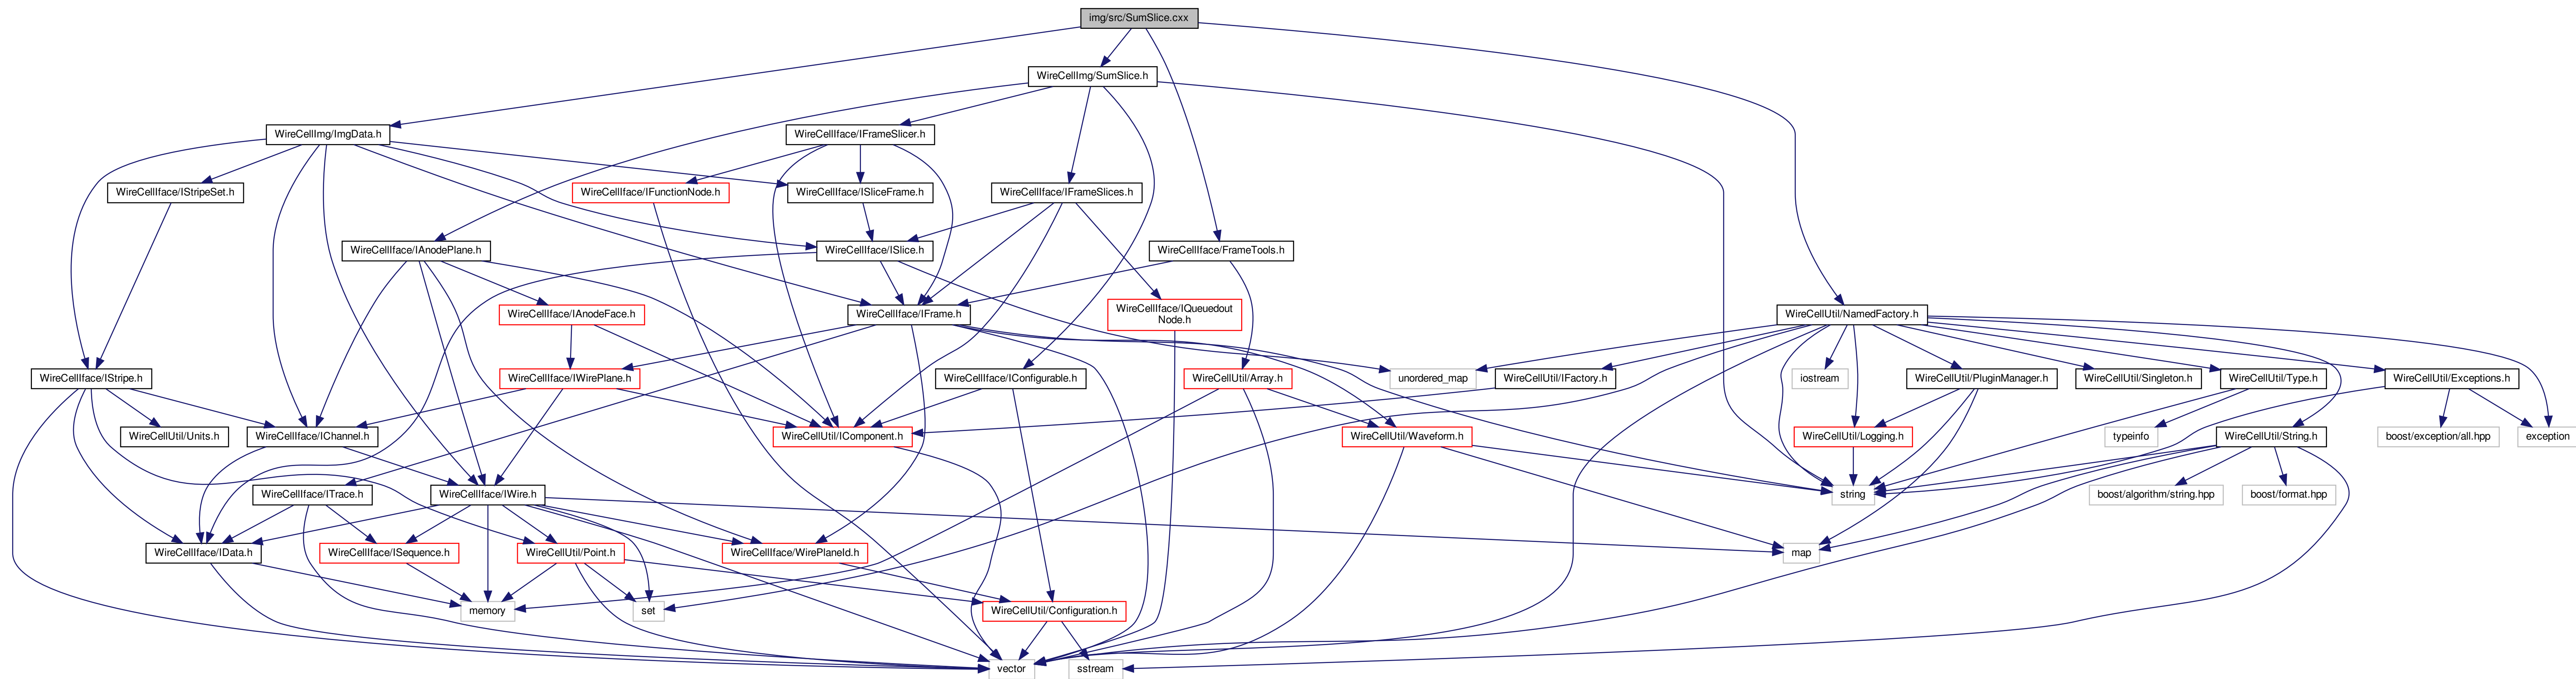 img/src/SumSlice.cxx
WireCellImg/SumSlice.h
WireCellImg/ImgData.h
WireCellIface/IFrameSlicer.h
WireCellIface/IStripeSet.h
WireCellIface/IFunctionNode.h
WireCellIface/ISliceFrame.h
WireCellIface/IFrameSlices.h
WireCellIface/IAnodePlane.h
WireCellIface/ISlice.h
WireCellIface/FrameTools.h
WireCellIface/IAnodeFace.h
WireCellIface/IFrame.h
WireCellIface/IQueuedout
Node.h
WireCellUtil/NamedFactory.h
WireCellIface/IStripe.h
WireCellIface/IWirePlane.h
WireCellIface/IConfigurable.h
WireCellUtil/Array.h
unordered_map
WireCellUtil/IFactory.h
iostream
WireCellUtil/PluginManager.h
WireCellUtil/Singleton.h
WireCellUtil/Type.h
WireCellUtil/Exceptions.h
WireCellUtil/Units.h
WireCellIface/IChannel.h
WireCellUtil/IComponent.h
WireCellUtil/Waveform.h
WireCellUtil/Logging.h
typeinfo
WireCellUtil/String.h
boost/exception/all.hpp
exception
WireCellIface/ITrace.h
WireCellIface/IWire.h
string
boost/algorithm/string.hpp
boost/format.hpp
WireCellIface/IData.h
WireCellIface/ISequence.h
WireCellUtil/Point.h
WireCellIface/WirePlaneId.h
map
memory
set
WireCellUtil/Configuration.h
vector
sstream